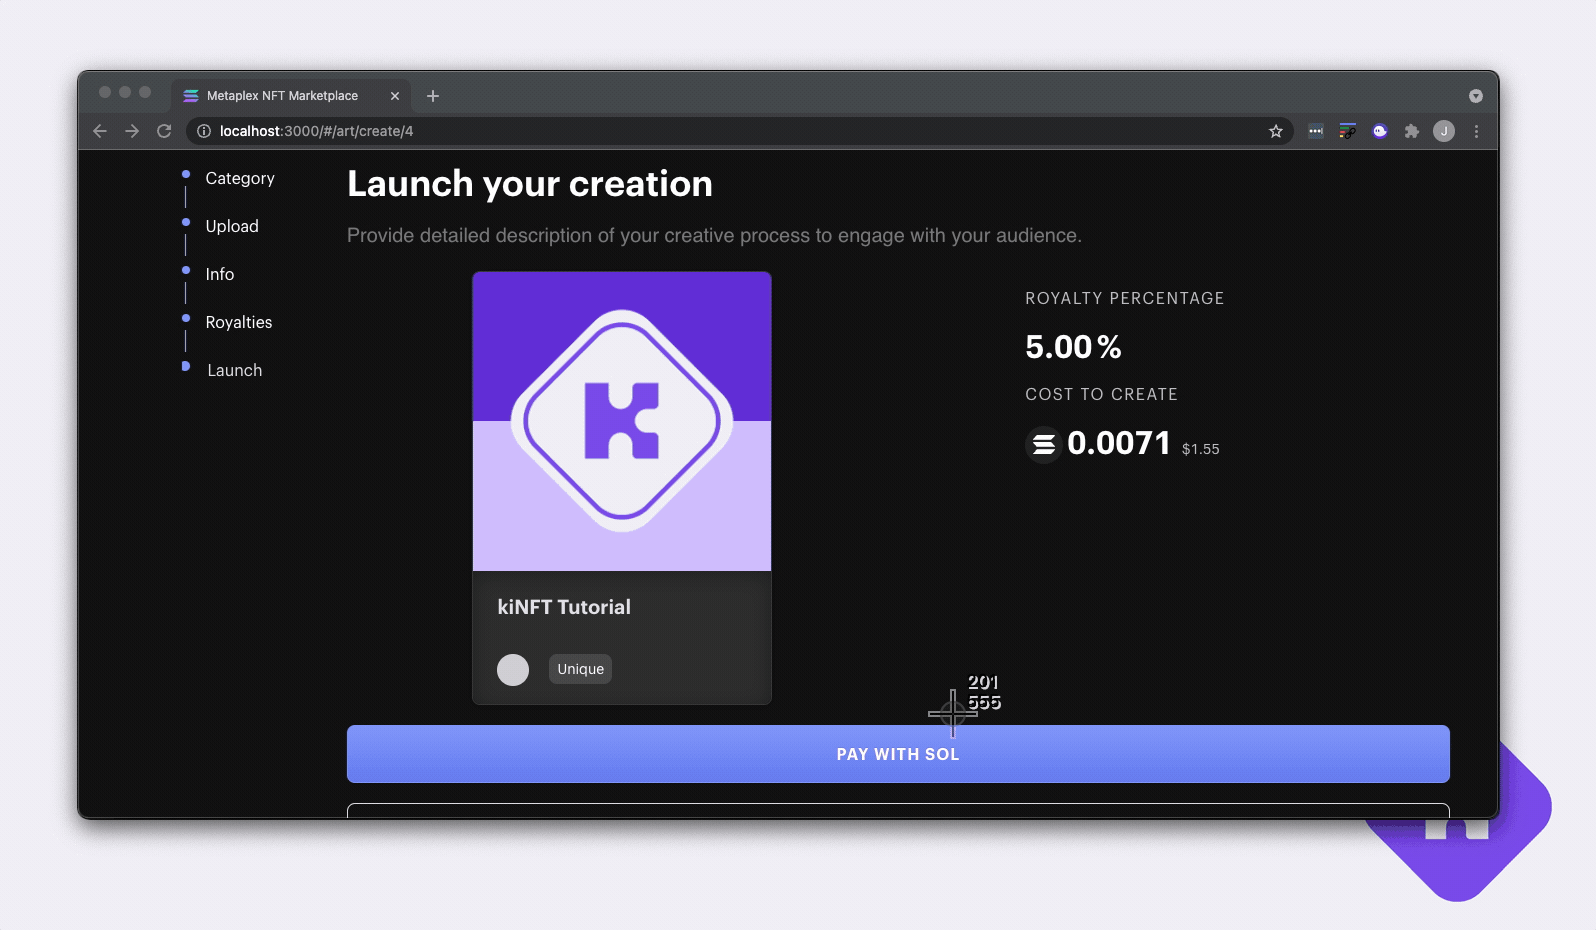 Metaplex NFT Marketplace
localhost:3000/#/art/create/4
J
Category
Upload
Info
Royalties
Launch
Launch your creation
Provide detailed description of your creative process to engage with your audience.
K
kiNFT Tutorial
Unique
ROYALTY PERCENTAGE
5.00%
COST TO CREATE
0.0071 $1.55
201
555
PAY WITH SOL